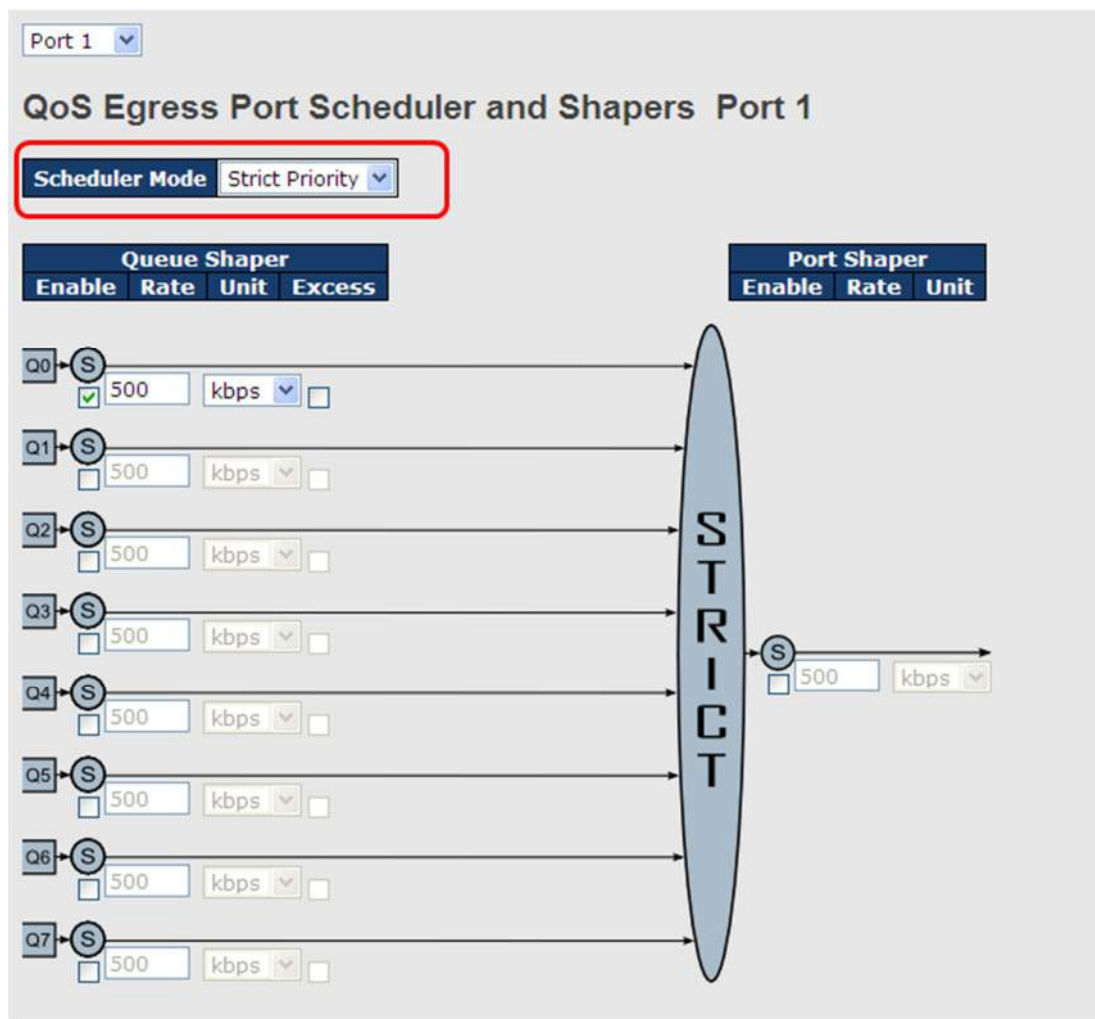 Port 1
QoS Egress Port Scheduler and Shapers Port 1
Scheduler Mode Strict Priority
Queue Shaper
Enable Rate Unit Excess
Port Shaper
Enable Rate Unit
Q0 S
500 kbps
Q1 S
500 kbps
Q2 S
500 kbps
Q3 S
500 kbps
Q4 S
500 kbps
Q5 S
500 kbps
Q6 S
500 kbps
Q7 S
500 kbps
STRICT
S
500 kbps